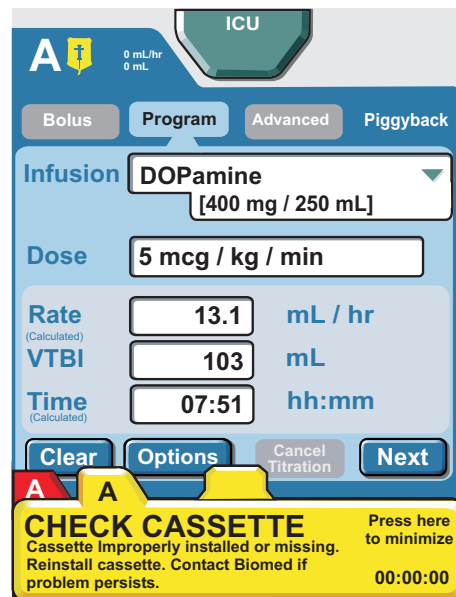 ICU
A
0 mL/hr
0 mL
Bolus Program Advanced Piggyback
Infusion DOPamine
[400 mg / 250 mL]
Dose 5 mcg / kg / min
Rate 13.1 mL / hr
(Calculated)
VTBI 103 mL
Time 07:51 hh:mm
(Calculated)
Clear Options Cancel Titration Next
A A
CHECK CASSETTE
Cassette Improperly installed or missing.
Reinstall cassette. Contact Biomed if
problem persists.
Press here
to minimize
00:00:00